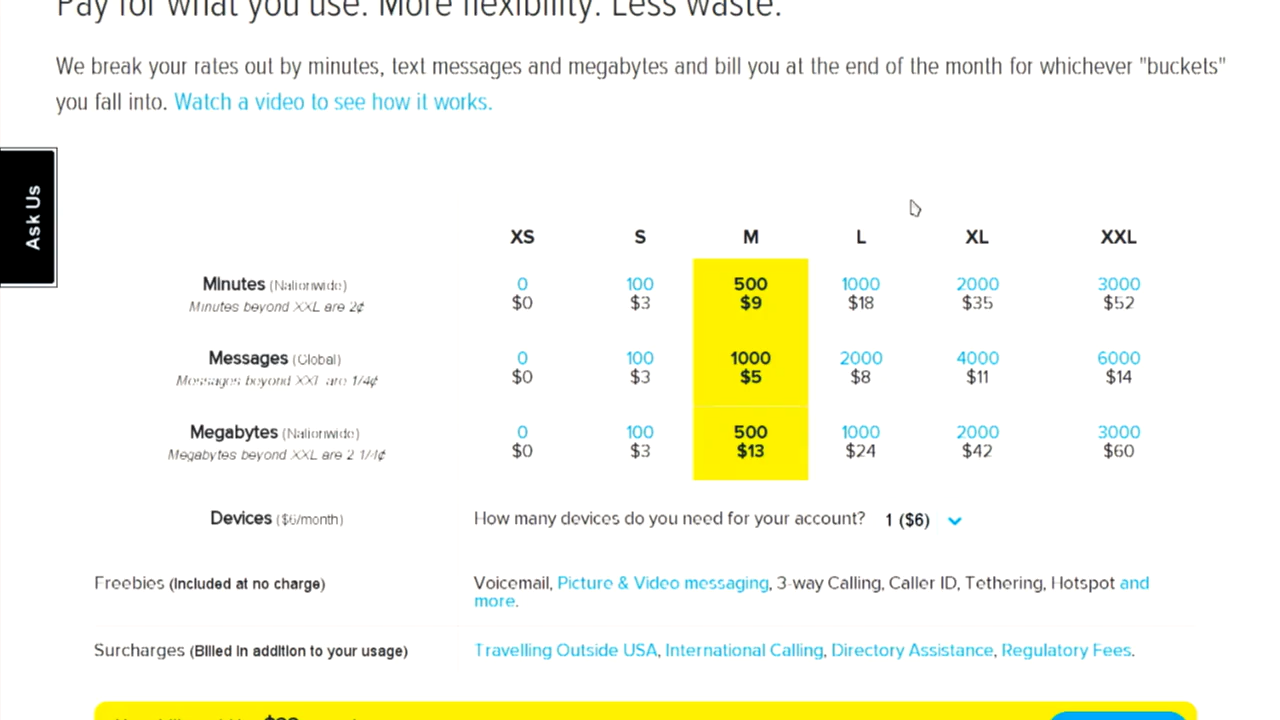 Pay for what you use. More flexibility. Less waste.
We break your rates out by minutes, text messages and megabytes and bill you at the end of the month for whichever "buckets"
you fall into. Watch a video to see how it works.
Ask Us
XS S M L XL XXL
Minutes (Nationwide) 0 100 500 1000 2000 3000
Minutes beyond XXL are 2¢ $0 $3 $9 $18 $35 $52
Messages (Global) 0 100 1000 2000 4000 6000
Messages beyond XXL are 1/4¢ $0 $3 $5 $8 $11 $14
Megabytes (Nationwide) 0 100 500 1000 2000 3000
Megabytes beyond XXL are 2 1/4¢ $0 $3 $13 $24 $42 $60
Devices ($6/month) How many devices do you need for your account? 1 ($6)
Freebies (Included at no charge) Voicemail, Picture & Video messaging, 3-way Calling, Caller ID, Tethering, Hotspot and
more.
Surcharges (Billed in addition to your usage) Travelling Outside USA, International Calling, Directory Assistance, Regulatory Fees.